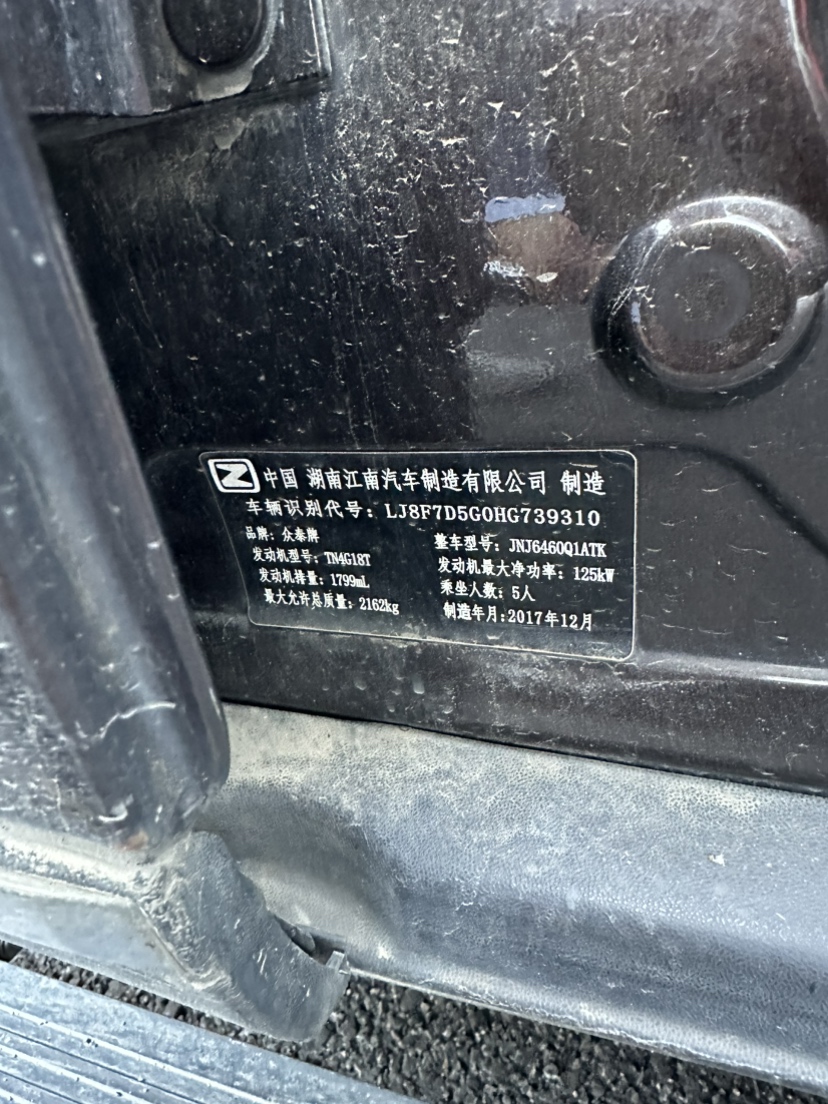 中国 湖南江南汽车制造有限公司 制造
车辆识别代号：LJ8F7D5G0HG739310
品牌：众泰牌 整车型号：JNJ6460Q1ATK
发动机型号：TN4G18T 发动机最大净功率：125kW
发动机排量：1799mL 乘坐人数：5人
最大允许总质量：2162kg 制造年月:2017年12月